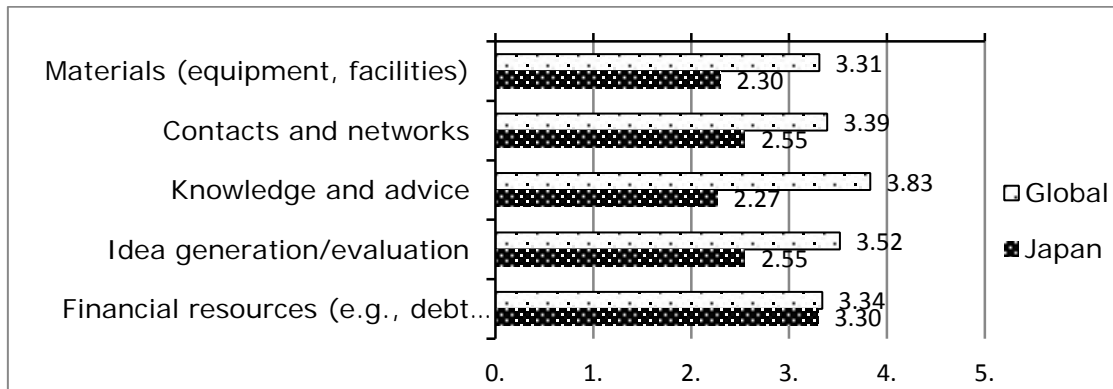 Materials (equipment, facilities)
3.31
2.30
Contacts and networks
3.39
2.55
Knowledge and advice
3.83
2.27
Idea generation/evaluation
3.52
2.55
Financial resources (e.g., debt...
3.34
3.30
Global
Japan
0. 1. 2. 3. 4. 5.